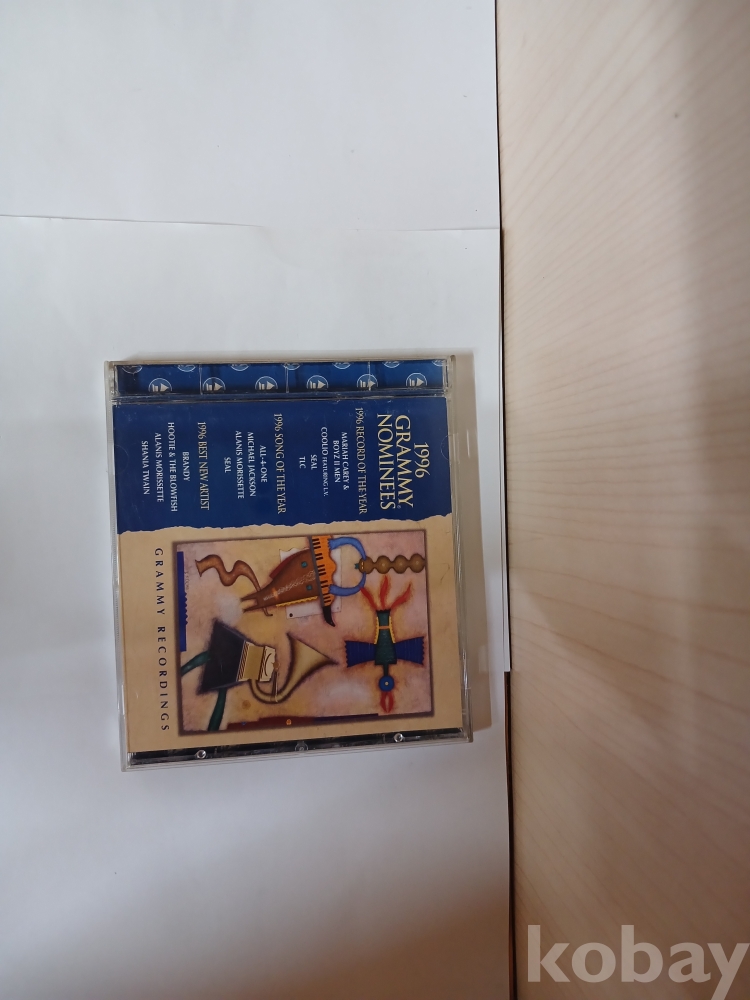 1996
GRAMMY®
NOMINEES
1996 RECORD OF THE YEAR
MARIAH CAREY &
BOYZ II MEN
COOLIO FEATURING L.V.
SEAL
TLC
1996 SONG OF THE YEAR
ALL-4-ONE
MICHAEL JACKSON
ALANIS MORISSETTE
SEAL
1996 BEST NEW ARTIST
BRANDY
HOOTIE & THE BLOWFISH
ALANIS MORISSETTE
SHANIA TWAIN
GRAMMY RECORDINGS
kobay